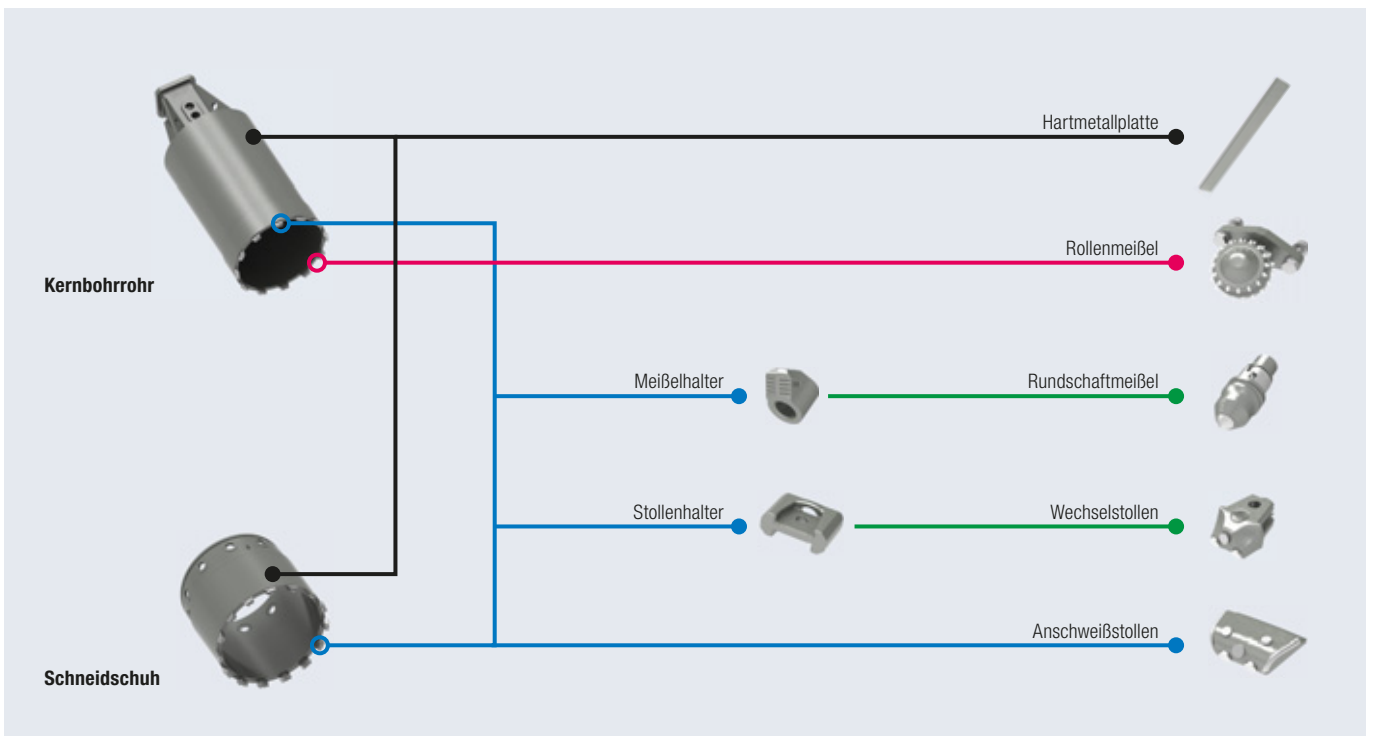 Hartmetallplatte
Rollenmeißel
Kernbohrrohr
Meißelhalter
Rundschaftmeißel
Stollenhalter
Wechselstollen
Anschweißstollen
Schneidschuh